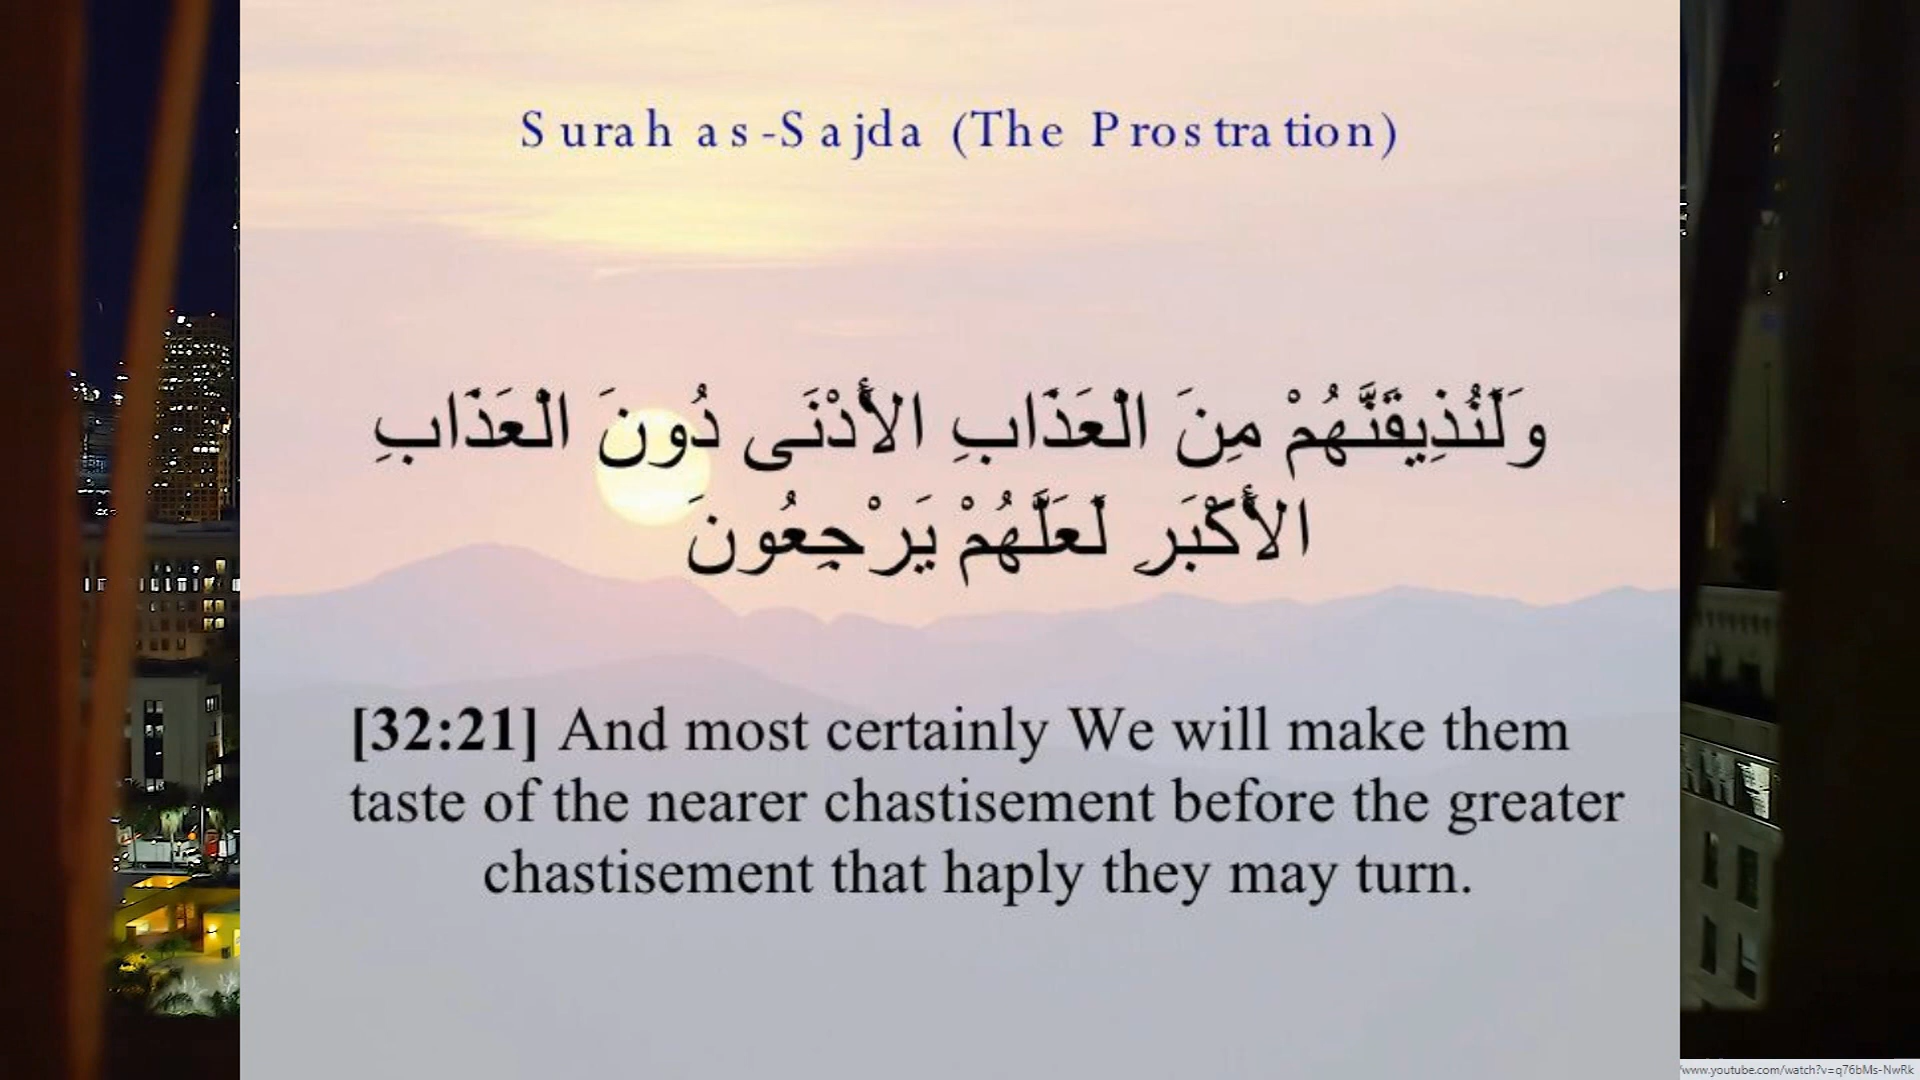 Surah as-Sajda (The Prostration)
وَلَنُذِيقَنَّهُمْ مِنَ الْعَذَابِ الأَدْنَى دُونَ الْعَذَابِ
الأَكْبَرِ لَعَلَّهُمْ يَرْجِعُونَ
[32:21] And most certainly We will make them
taste of the nearer chastisement before the greater
chastisement that haply they may turn.
/www.youtube.com/watch?v=q76bMs-NwRk